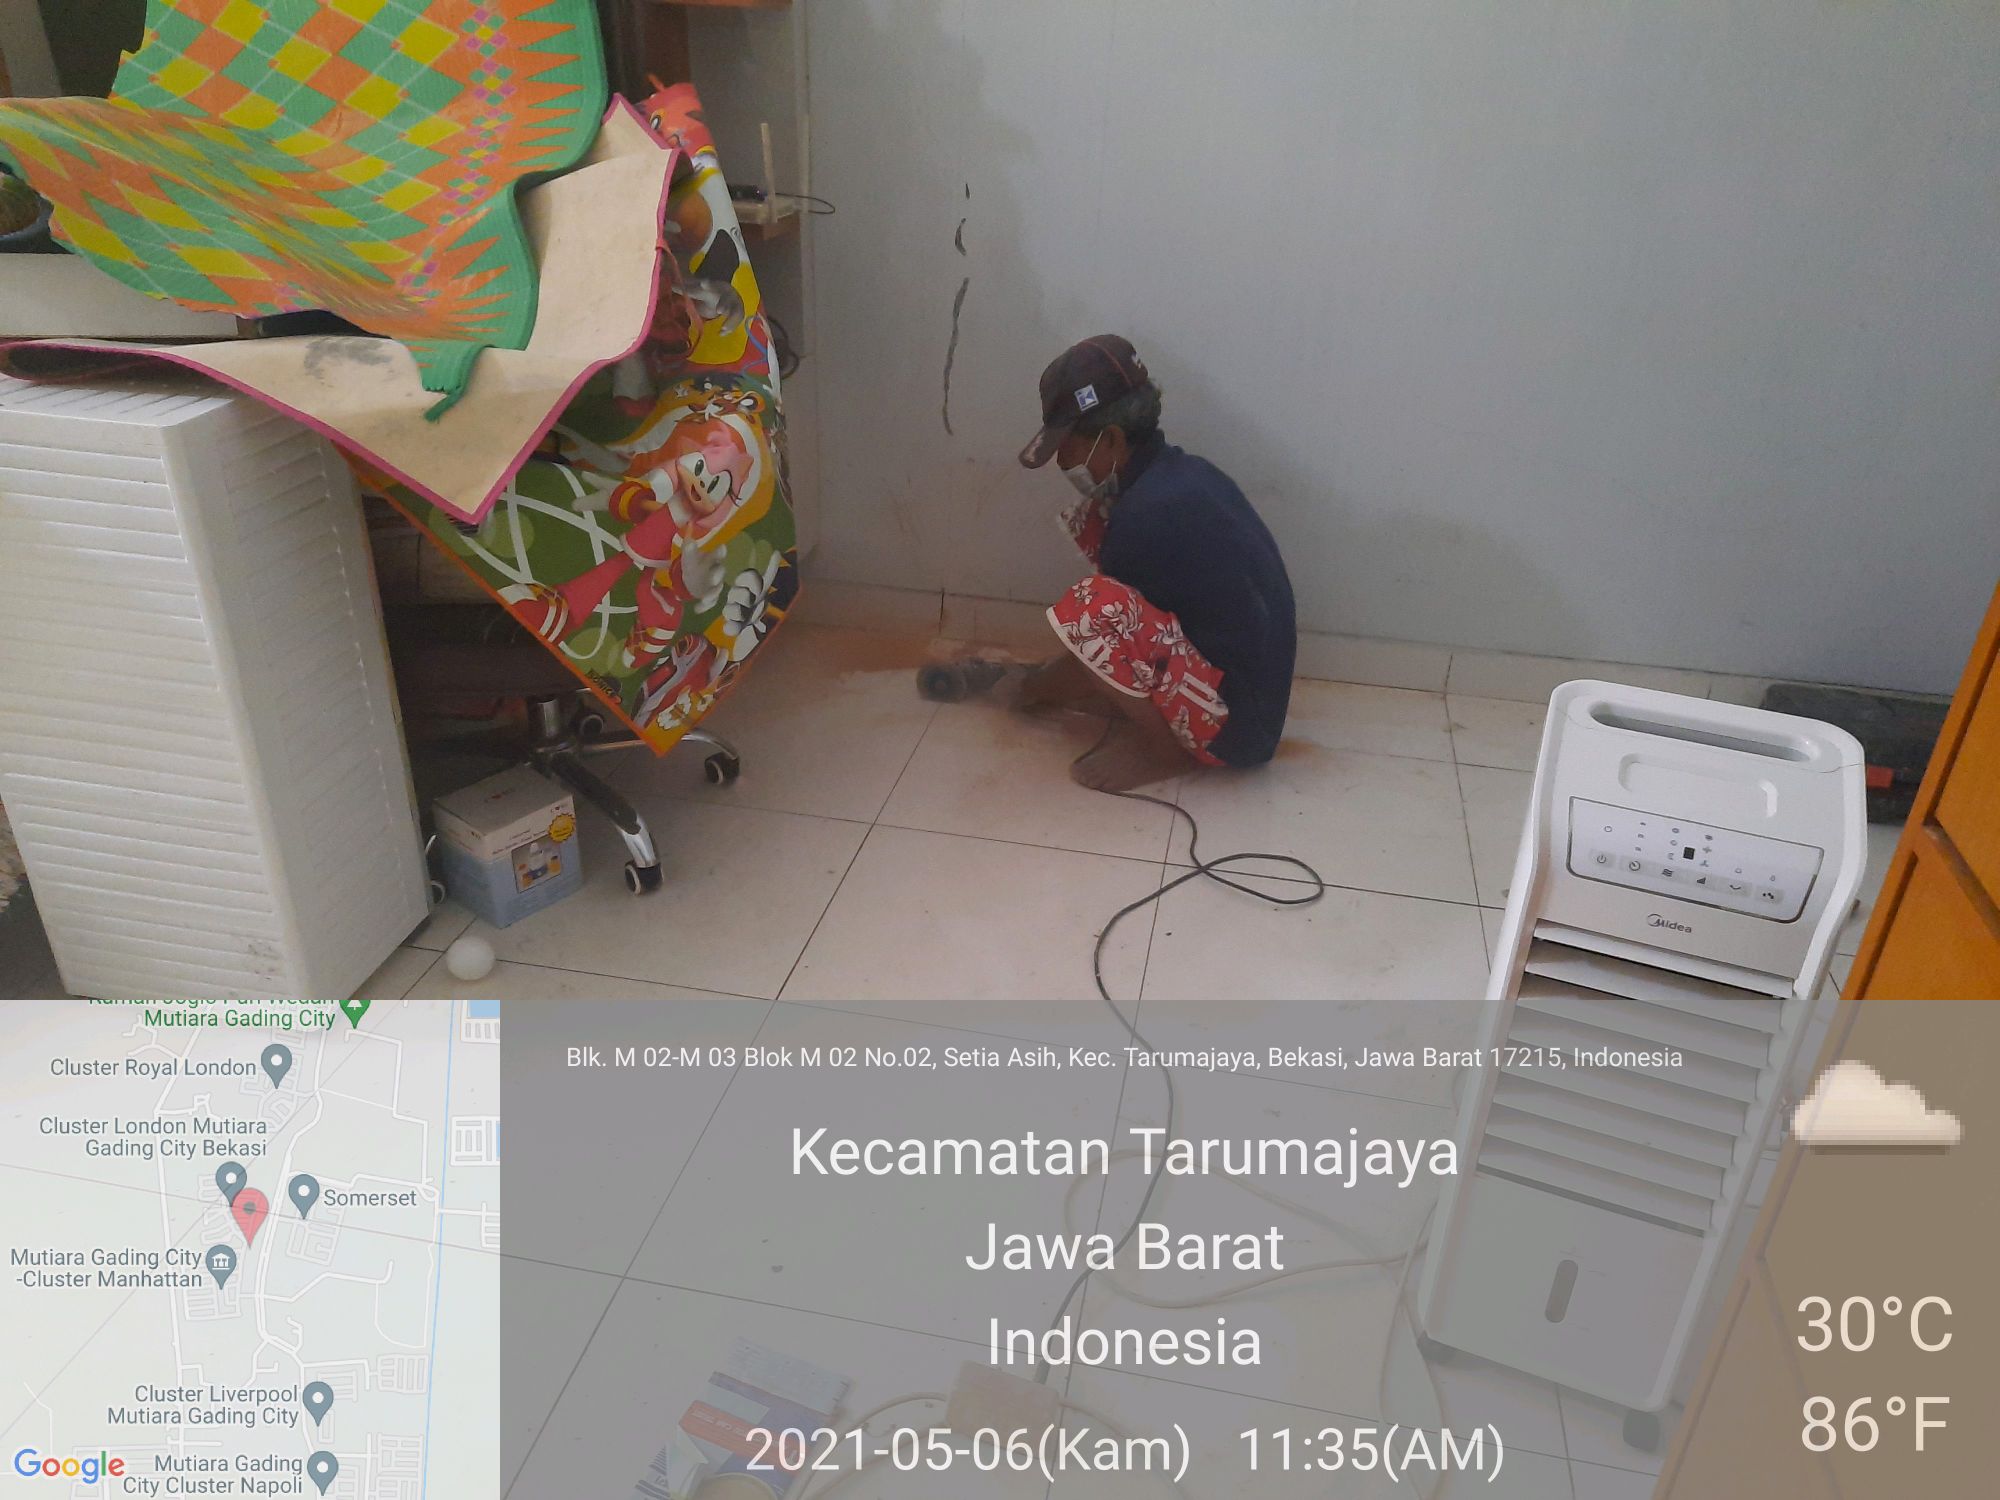 Midea
Mutiara Gading City
Cluster Royal London
Cluster London Mutiara
Gading City Bekasi
Somerset
Mutiara Gading City
-Cluster Manhattan
Cluster Liverpool
Mutiara Gading City
Mutiara Gading
City Cluster Napoli
Google
Blk. M 02-M 03 Blok M 02 No.02, Setia Asih, Kec. Tarumajaya, Bekasi, Jawa Barat 17215, Indonesia
Kecamatan Tarumajaya
Jawa Barat
Indonesia
2021-05-06(Kam) 11:35(AM)
30°C
86°F